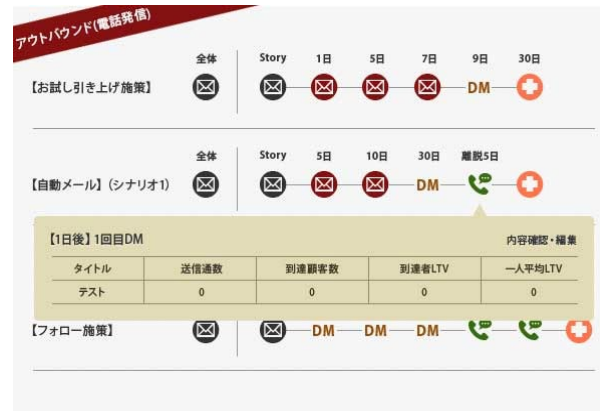 アウトバウンド(電話発信)
全体 Story 1日 5日 7日 9日 30日
【お試し引き上げ施策】 DM
全体 Story 5日 10日 30日 離脱5日
【自動メール】(シナリオ1) DM
【1日後】1回目DM 内容確認・編集
タイトル 送信通数 到達顧客数 到達者LTV 一人平均LTV
テスト 0 0 0 0
【フォロー施策】 DM DM DM